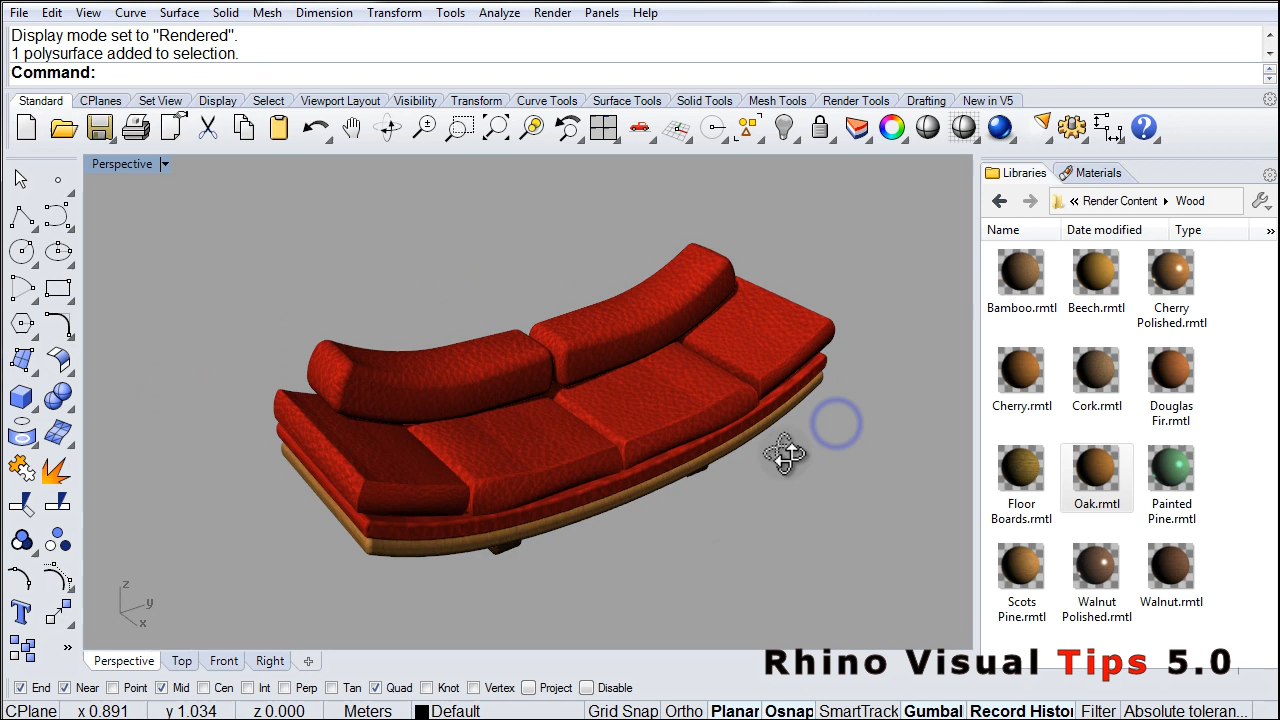 File Edit View Curve Surface Solid Mesh Dimension Transform Tools Analyze Render Panels Help
Display mode set to "Rendered".
1 polysurface added to selection.
Command:
Standard CPlanes Set View Display Select Viewport Layout Visibility Transform Curve Tools Surface Tools Solid Tools Mesh Tools Render Tools Drafting New in V5
Perspective
Libraries Materials
« Render Content Wood
Name Date modified Type »
Bamboo.rmtl Beech.rmtl Cherry Polished.rmtl
Cherry.rmtl Cork.rmtl Douglas Fir.rmtl
Floor Boards.rmtl Oak.rmtl Painted Pine.rmtl
Scots Pine.rmtl Walnut Polished.rmtl Walnut.rmtl
z
y
x
Perspective Top Front Right
Rhino Visual Tips 5.0
End Near Point Mid Cen Int Perp Tan Quad Knot Vertex Project Disable
CPlane x 0.891 y 1.034 z 0.000 Meters Default Grid Snap Ortho Planar Osnap SmartTrack Gumbal Record Histo Filter Absolute toleran...